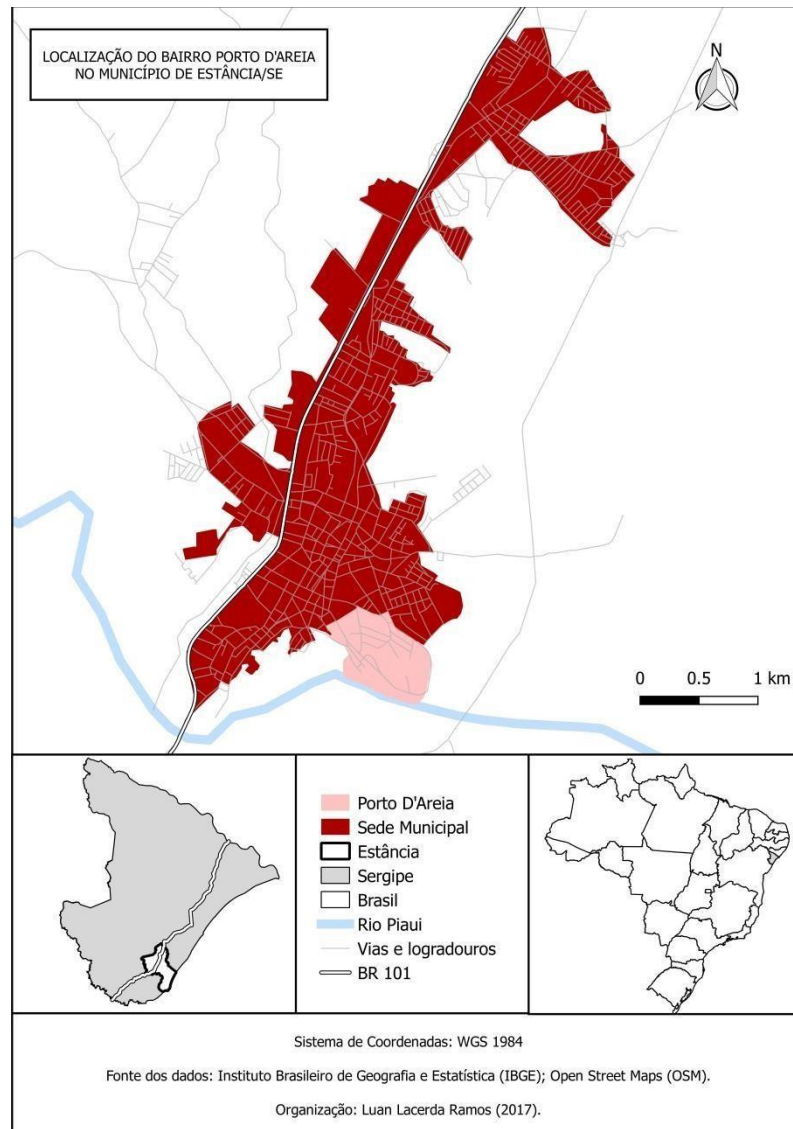 LOCALIZAÇÃO DO BAIRRO PORTO D'AREIA
NO MUNICÍPIO DE ESTÂNCIA/SE
N
0 0.5 1 km
Porto D'Areia
Sede Municipal
Estância
Sergipe
Brasil
Rio Piaui
Vias e logradouros
BR 101
Sistema de Coordenadas: WGS 1984
Fonte dos dados: Instituto Brasileiro de Geografia e Estatística (IBGE); Open Street Maps (OSM).
Organização: Luan Lacerda Ramos (2017).